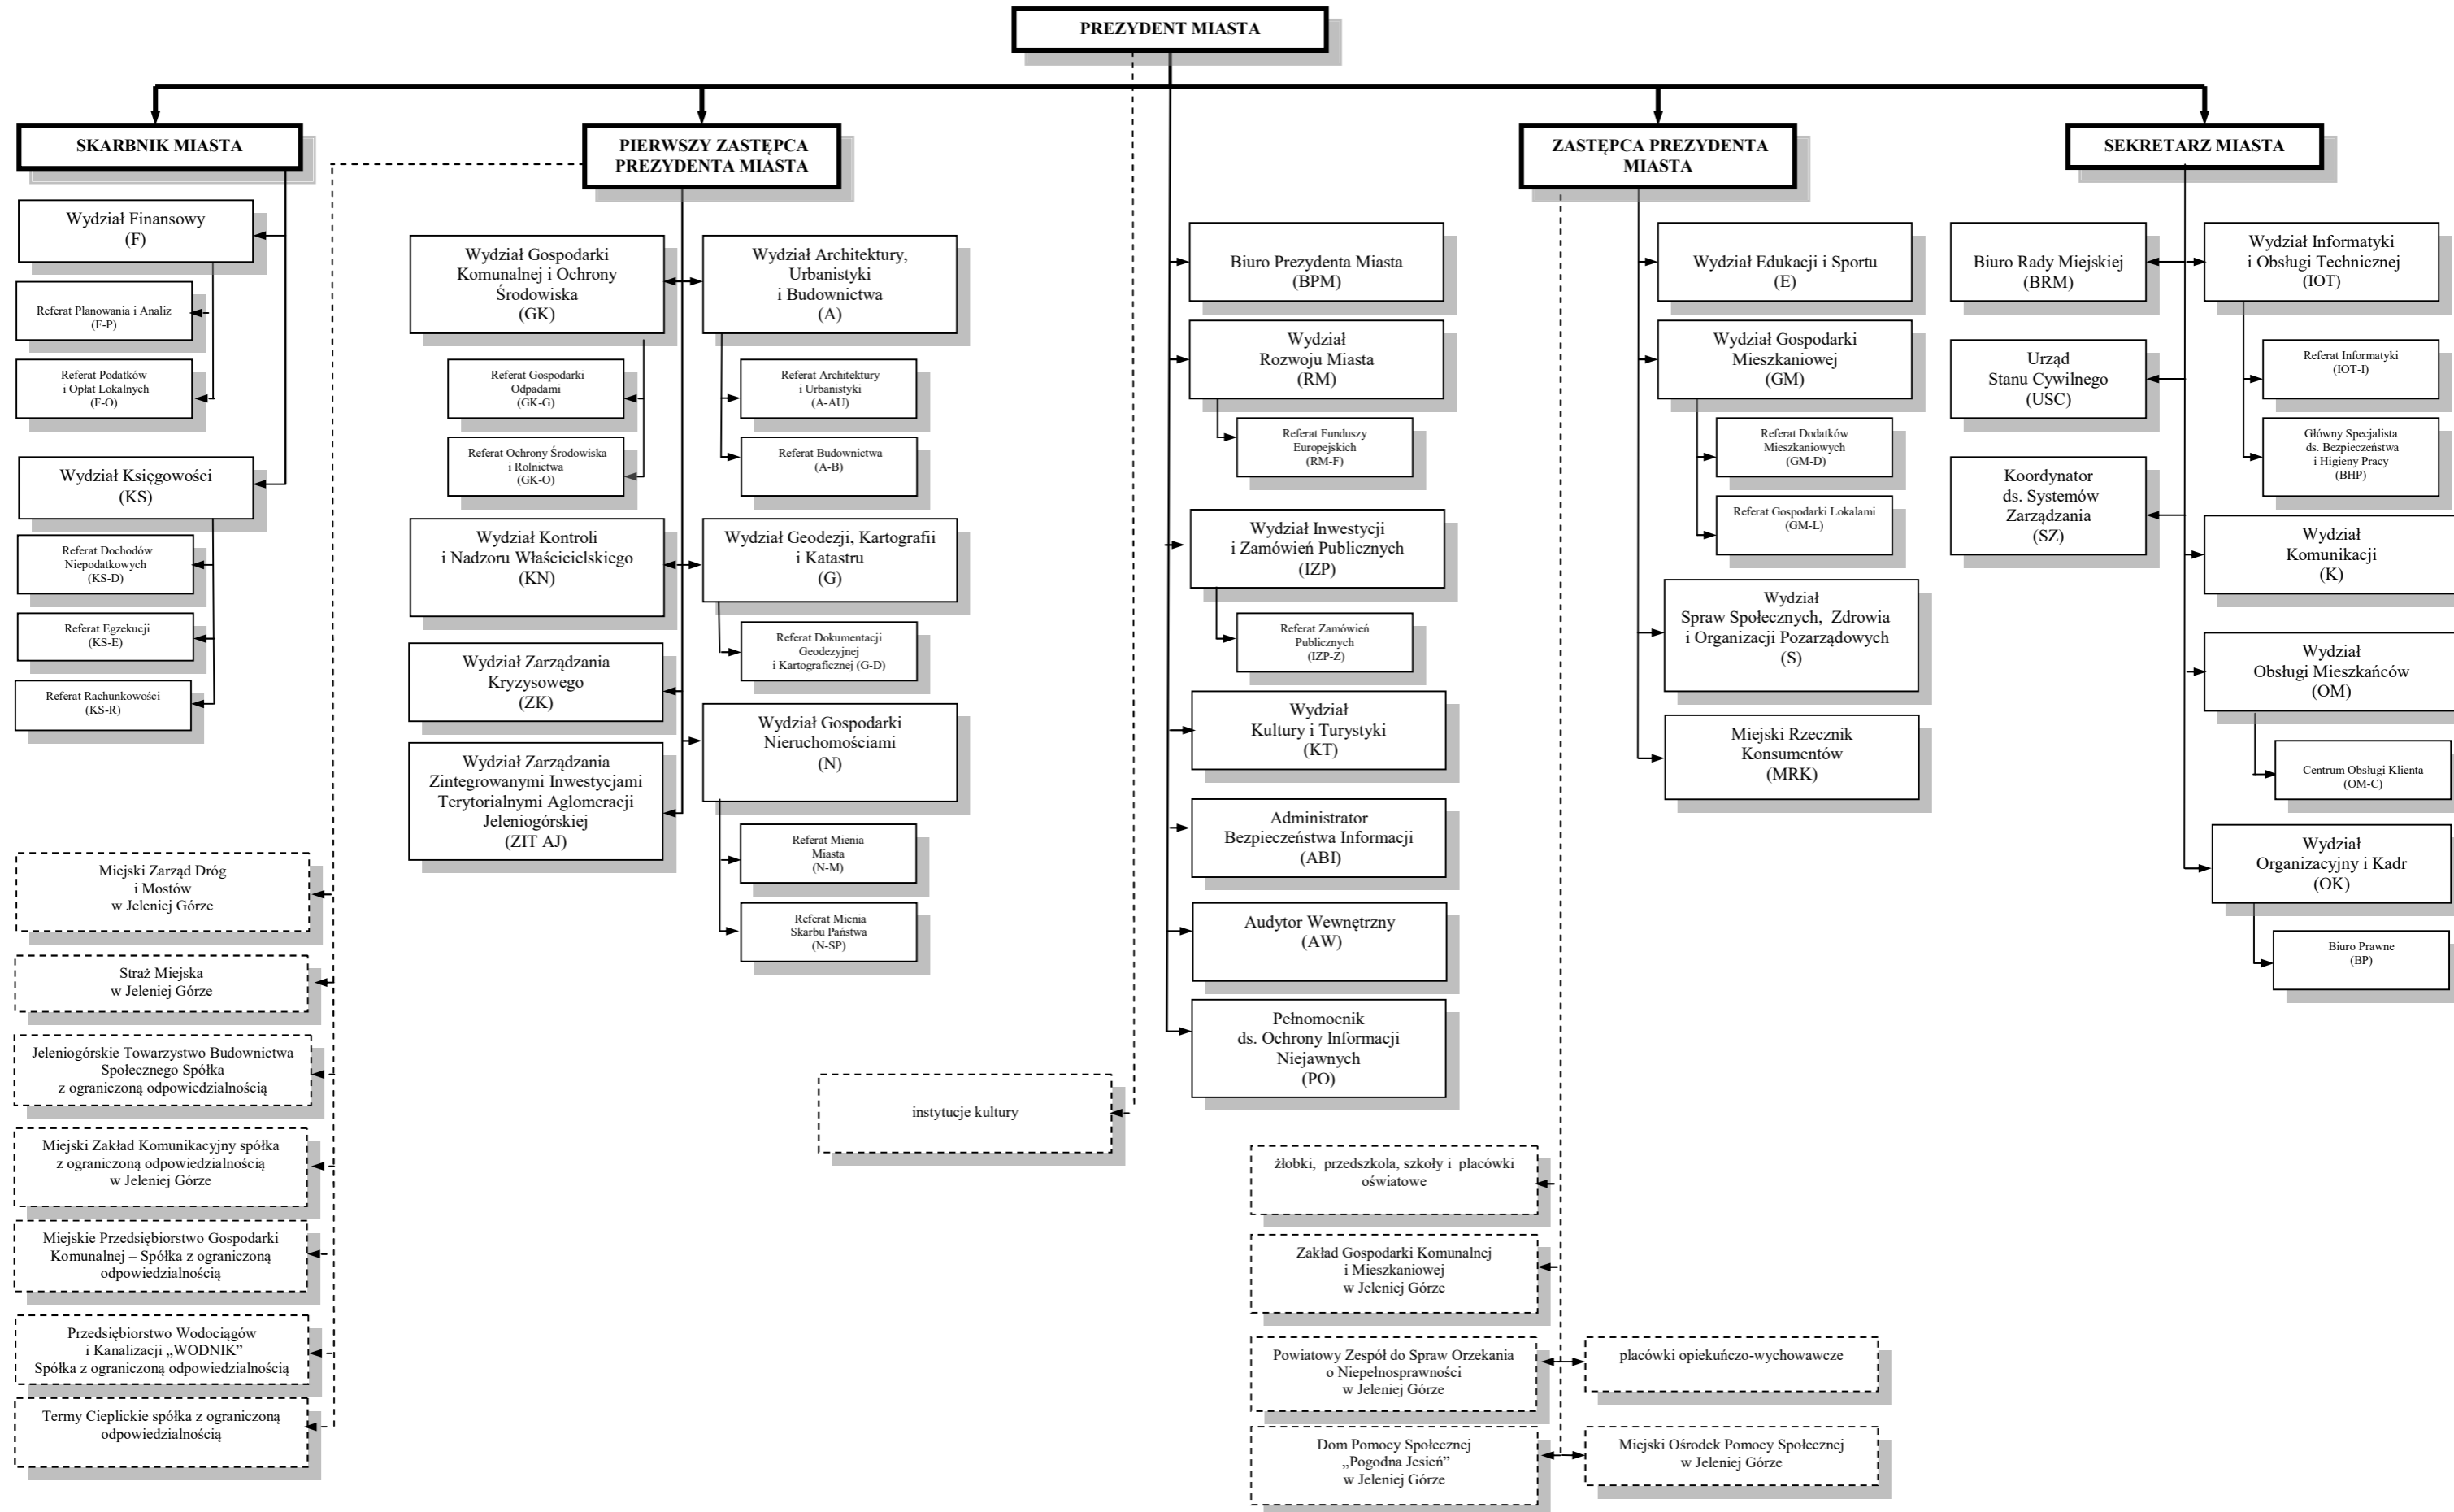 PREZYDENT MIASTA
SKARBNIK MIASTA
Wydział Finansowy
(F)
Referat Planowania i Analiz
(F-P)
Referat Podatków
i Opłat Lokalnych
(F-O)
Wydział Księgowości
(KS)
Referat Dochodów
Niepodatkowych
(KS-D)
Referat Egzekucji
(KS-E)
Referat Rachunkowości
(KS-R)
PIERWSZY ZASTĘPCA
PREZYDENTA MIASTA
Wydział Gospodarki
Komunalnej i Ochrony
Środowiska
(GK)
Referat Gospodarki
Odpadami
(GK-G)
Referat Ochrony Środowiska
i Rolnictwa
(GK-O)
Wydział Kontroli
i Nadzoru Właścicielskiego
(KN)
Wydział Zarządzania
Kryzysowego
(ZK)
Wydział Zarządzania
Zintegrowanymi Inwestycjami
Terytorialnymi Aglomeracji
Jeleniogórskiej
(ZIT AJ)
Wydział Architektury,
Urbanistyki
i Budownictwa
(A)
Referat Architektury
i Urbanistyki
(A-AU)
Referat Budownictwa
(A-B)
Wydział Geodezji, Kartografii
i Katastru
(G)
Referat Dokumentacji
Geodezyjnej
i Kartograficznej (G-D)
Wydział Gospodarki
Nieruchomościami
(N)
Referat Mienia
Miasta
(N-M)
Referat Mienia
Skarbu Państwa
(N-SP)
Miejski Zarząd Dróg
i Mostów
w Jeleniej Górze
Straż Miejska
w Jeleniej Górze
Jeleniogórskie Towarzystwo Budownictwa
Społecznego Spółka
z ograniczoną odpowiedzialnością
Miejski Zakład Komunikacyjny spółka
z ograniczoną odpowiedzialnością
w Jeleniej Górze
Miejskie Przedsiębiorstwo Gospodarki
Komunalnej – Spółka z ograniczoną
odpowiedzialnością
Przedsiębiorstwo Wodociągów
i Kanalizacji „WODNIK”
Spółka z ograniczoną odpowiedzialnością
Termy Cieplickie spółka z ograniczoną
odpowiedzialnością
Biuro Prezydenta Miasta
(BPM)
Wydział
Rozwoju Miasta
(RM)
Referat Funduszy
Europejskich
(RM-F)
Wydział Inwestycji
i Zamówień Publicznych
(IZP)
Referat Zamówień
Publicznych
(IZP-Z)
Wydział
Kultury i Turystyki
(KT)
Administrator
Bezpieczeństwa Informacji
(ABI)
Audytor Wewnętrzny
(AW)
Pełnomocnik
ds. Ochrony Informacji
Niejawnych
(PO)
instytucje kultury
ZASTĘPCA PREZYDENTA
MIASTA
Wydział Edukacji i Sportu
(E)
Wydział Gospodarki
Mieszkaniowej
(GM)
Referat Dodatków
Mieszkaniowych
(GM-D)
Referat Gospodarki Lokalami
(GM-L)
Wydział
Spraw Społecznych, Zdrowia
i Organizacji Pozarządowych
(S)
Miejski Rzecznik
Konsumentów
(MRK)
żłobki, przedszkola, szkoły i placówki
oświatowe
Zakład Gospodarki Komunalnej
i Mieszkaniowej
w Jeleniej Górze
Powiatowy Zespół do Spraw Orzekania
o Niepełnosprawności
w Jeleniej Górze
placówki opiekuńczo-wychowawcze
Dom Pomocy Społecznej
„Pogodna Jesień”
w Jeleniej Górze
Miejski Ośrodek Pomocy Społecznej
w Jeleniej Górze
SEKRETARZ MIASTA
Biuro Rady Miejskiej
(BRM)
Urząd
Stanu Cywilnego
(USC)
Koordynator
ds. Systemów
Zarządzania
(SZ)
Wydział Informatyki
i Obsługi Technicznej
(IOT)
Referat Informatyki
(IOT-I)
Główny Specjalista
ds. Bezpieczeństwa
i Higieny Pracy
(BHP)
Wydział
Komunikacji
(K)
Wydział
Obsługi Mieszkańców
(OM)
Centrum Obsługi Klienta
(OM-C)
Wydział
Organizacyjny i Kadr
(OK)
Biuro Prawne
(BP)